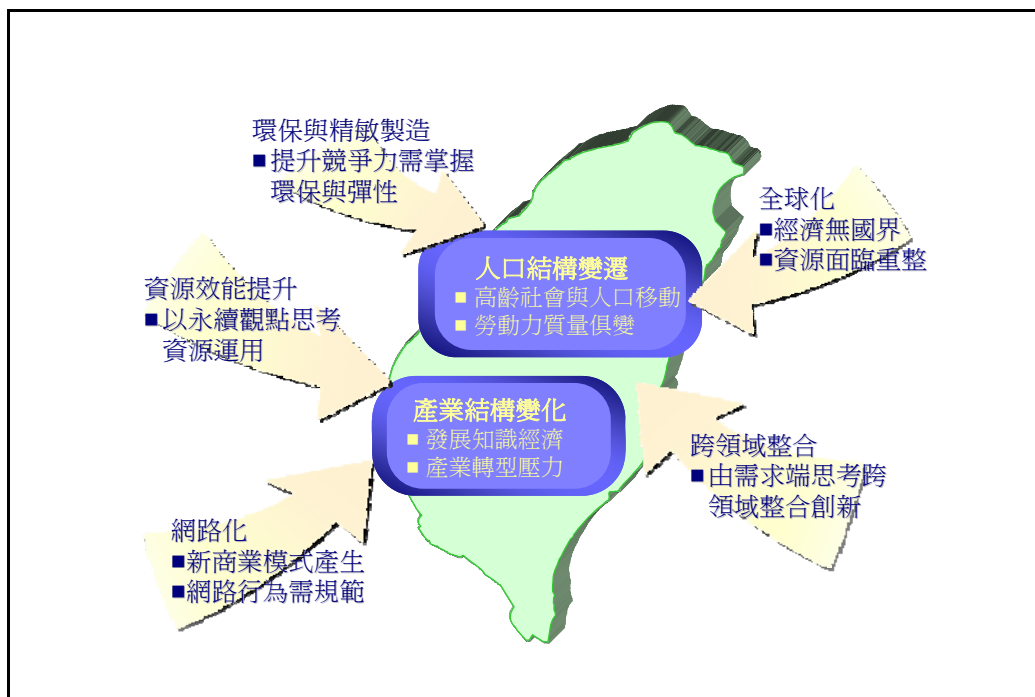 環保與精敏製造
■提升競爭力需掌握
環保與彈性
全球化
■經濟無國界
■資源面臨重整
人口結構變遷
■ 高齡社會與人口移動
■ 勞動力質量俱變
資源效能提升
■以永續觀點思考
資源運用
產業結構變化
■ 發展知識經濟
■ 產業轉型壓力
跨領域整合
■由需求端思考跨
領域整合創新
網路化
■新商業模式產生
■網路行為需規範